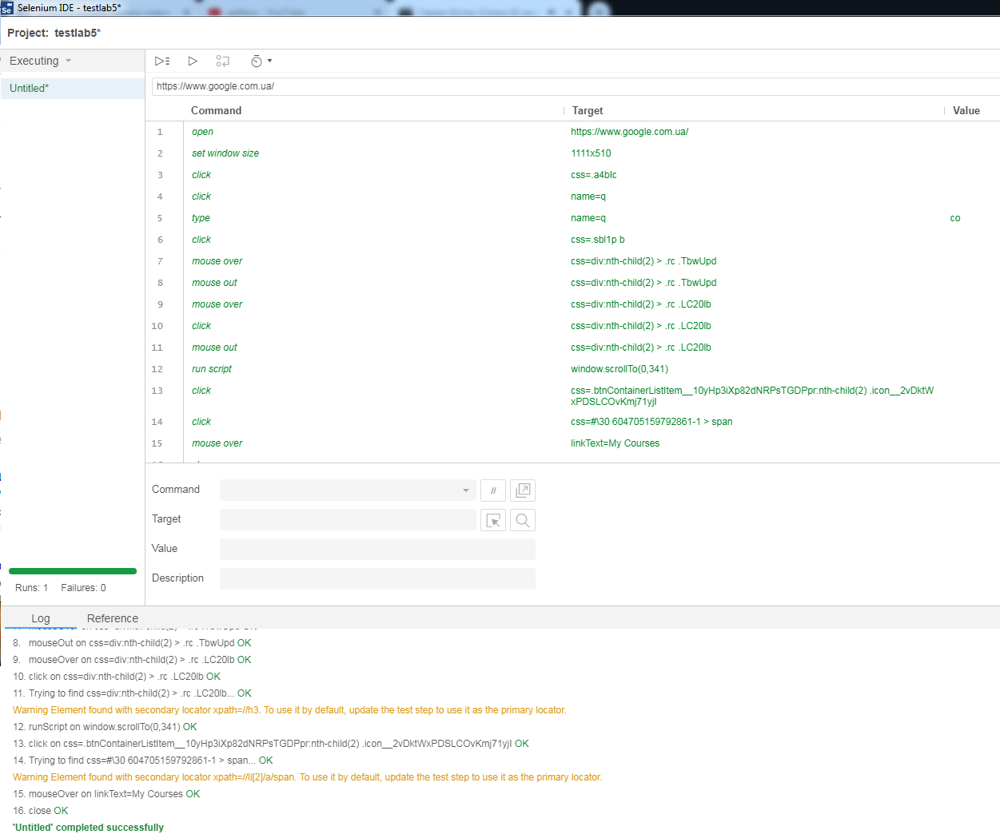 Selenium IDE - testlab5*
Project: testlab5*
Executing
Untitled*
https://www.google.com.ua/
Command Target Value
1 open https://www.google.com.ua/
2 set window size 1111x510
3 click css=.a4bIc
4 click name=q
5 type name=q co
6 click css=.sbl1p b
7 mouse over css=div:nth-child(2) > .rc .TbwUpd
8 mouse out css=div:nth-child(2) > .rc .TbwUpd
9 mouse over css=div:nth-child(2) > .rc .LC20lb
10 click css=div:nth-child(2) > .rc .LC20lb
11 mouse out css=div:nth-child(2) > .rc .LC20lb
12 run script window.scrollTo(0,341)
13 click css=.btnContainerListItem__10yHp3iXp82dNRPsTGDPpr:nth-child(2) .icon__2vDktW
xPDSLCOvKmj71yjI
14 click css=#\30 604705159792861-1 > span
15 mouse over linkText=My Courses
Command //
Target
Value
Description
Runs: 1 Failures: 0
Log Reference
8. mouseOut on css=div:nth-child(2) > .rc .TbwUpd OK
9. mouseOver on css=div:nth-child(2) > .rc .LC20lb OK
10. click on css=div:nth-child(2) > .rc .LC20lb OK
11. Trying to find css=div:nth-child(2) > .rc .LC20lb... OK
Warning Element found with secondary locator xpath=//h3. To use it by default, update the test step to use it as the primary locator.
12. runScript on window.scrollTo(0,341) OK
13. click on css=.btnContainerListItem__10yHp3iXp82dNRPsTGDPpr:nth-child(2) .icon__2vDktWxPDSLCOvKmj71yjI OK
14. Trying to find css=#\30 604705159792861-1 > span... OK
Warning Element found with secondary locator xpath=//li[2]/a/span. To use it by default, update the test step to use it as the primary locator.
15. mouseOver on linkText=My Courses OK
16. close OK
'Untitled' completed successfully